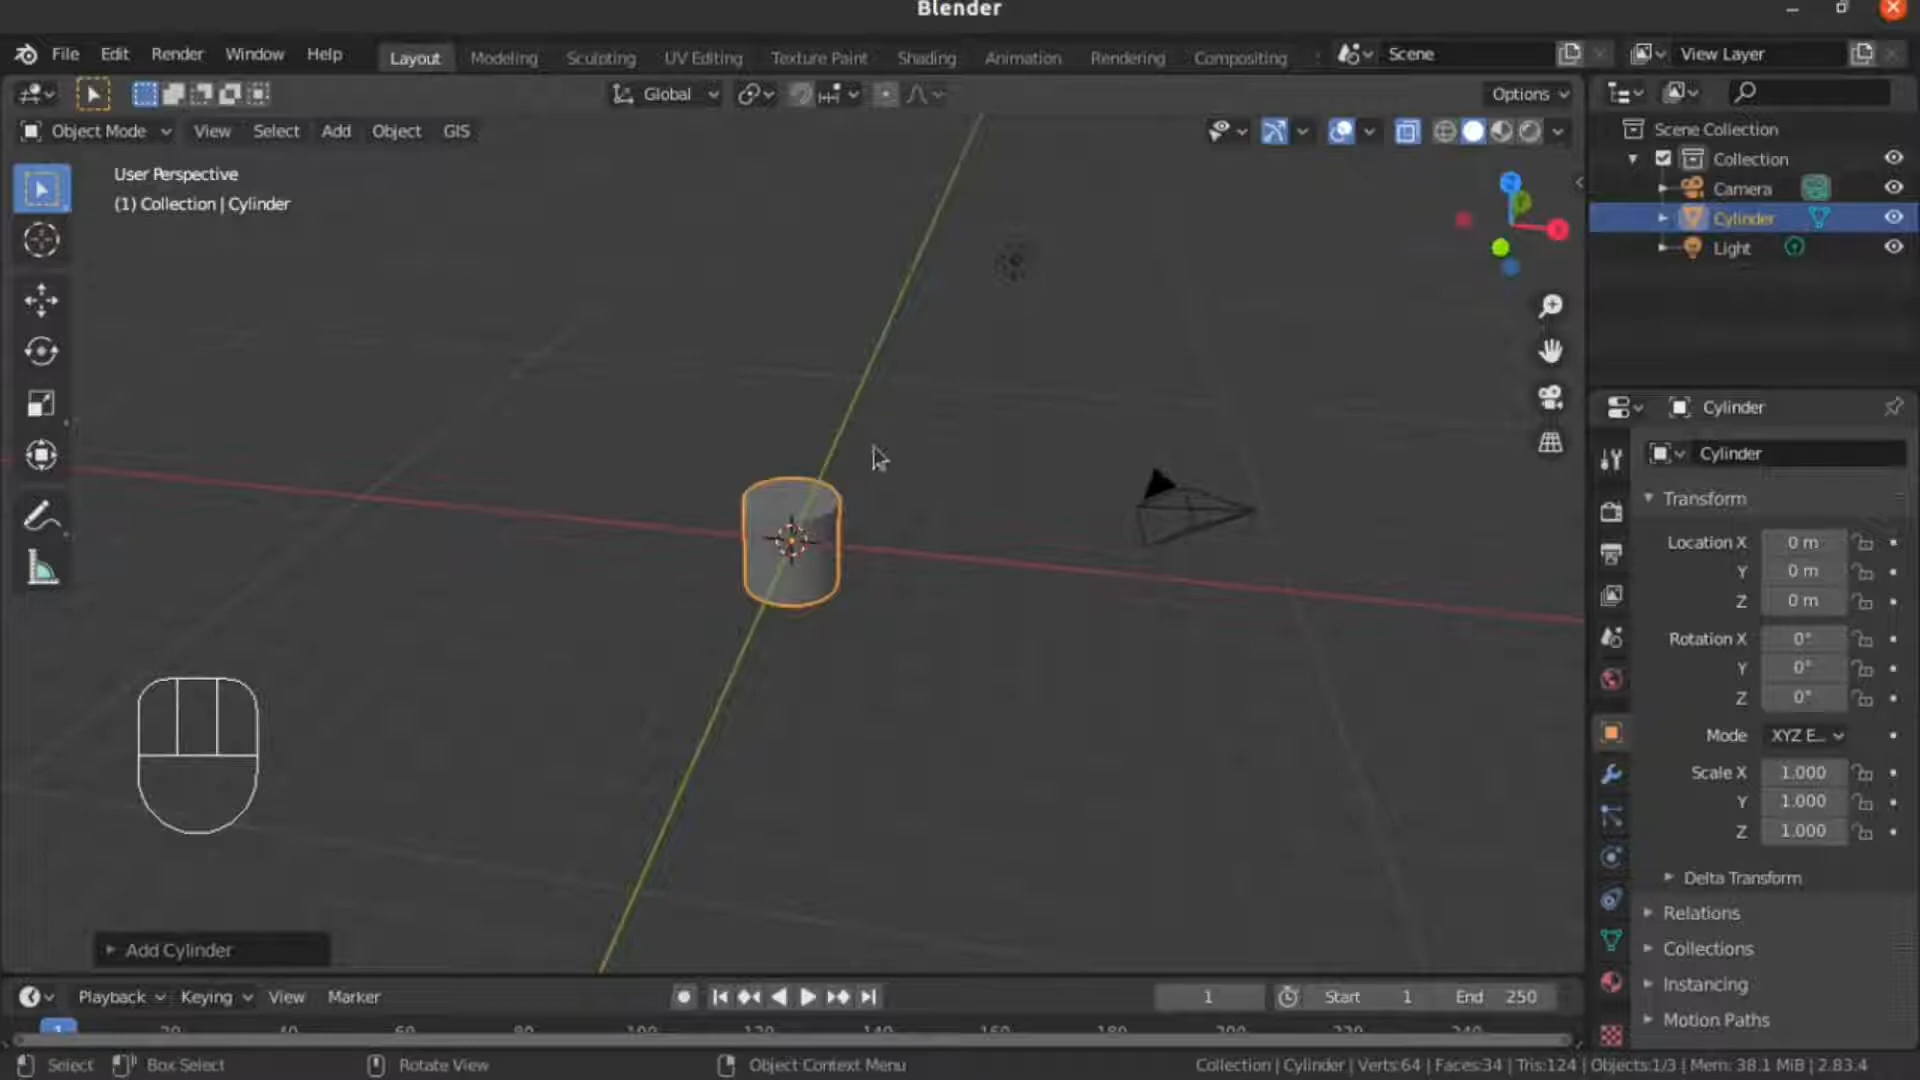 Blender
File Edit Render Window Help Layout Modeling Sculpting UV Editing Texture Paint Shading Animation Rendering Compositing Scene View Layer
Global Options
Object Mode View Select Add Object GIS
User Perspective
(1) Collection | Cylinder
Scene Collection
Collection
Camera
Cylinder
Light
Cylinder
Cylinder
Transform
Location X 0 m
Y 0 m
Z 0 m
Rotation X 0°
Y 0°
Z 0°
Mode XYZ E...
Scale X 1.000
Y 1.000
Z 1.000
Delta Transform
Relations
Collections
Instancing
Motion Paths
Add Cylinder
Playback Keying View Marker 1 Start 1 End 250
Select Box Select Rotate View Object Context Menu Collection | Cylinder | Verts:64 | Faces:34 | Tris:124 | Objects:1/3 | Mem: 38.1 MiB | 2.83.4